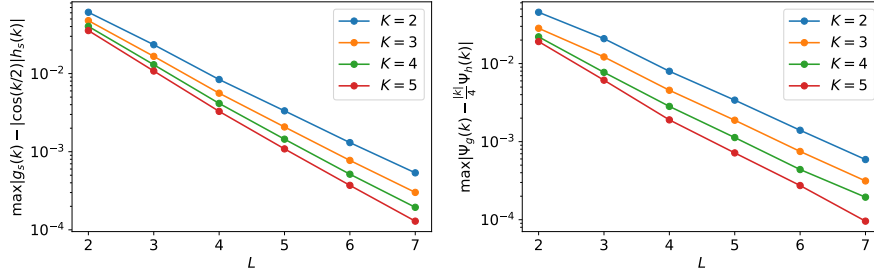 max|g_s(k) − |cos(k/2)|h_s(k)|
10^{−2}
10^{−3}
10^{−4}
2 3 4 5 6 7
L
K = 2
K = 3
K = 4
K = 5
max|Ψ_g(k) − \frac{|k|}{4}Ψ_h(k)|
10^{−2}
10^{−3}
10^{−4}
2 3 4 5 6 7
L
K = 2
K = 3
K = 4
K = 5